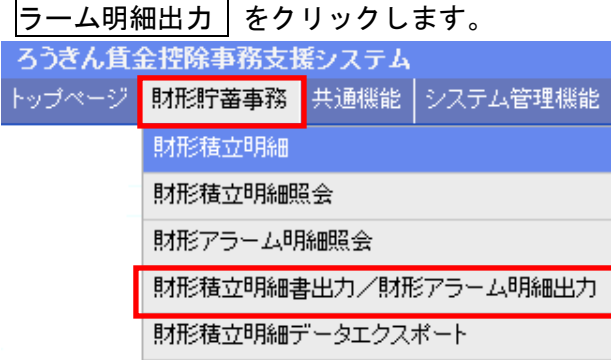 ラーム明細出力 をクリックします。
ろうきん賃金控除事務支援システム
トップページ 財形貯蓄事務 共通機能 システム管理機能
財形積立明細
財形積立明細照会
財形アラーム明細照会
財形積立明細書出力／財形アラーム明細出力
財形積立明細データエクスポート